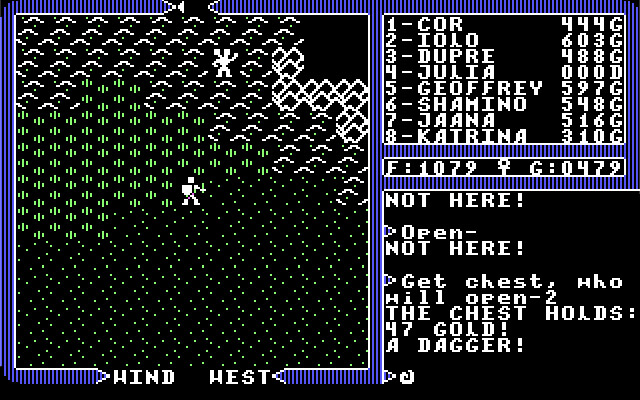 1-COR 444G
2-IOLO 603G
3-DUPRE 488G
4-JULIA 000D
5-GEOFFREY 597G
6-SHAMINO 548G
7-JAANA 516G
8-KATRINA 310G
F:1079 ♀ G:0479
NOT HERE!
Open-
NOT HERE!
Get chest, who
will open-2
THE CHEST HOLDS:
47 GOLD!
A DAGGER!
WIND WEST